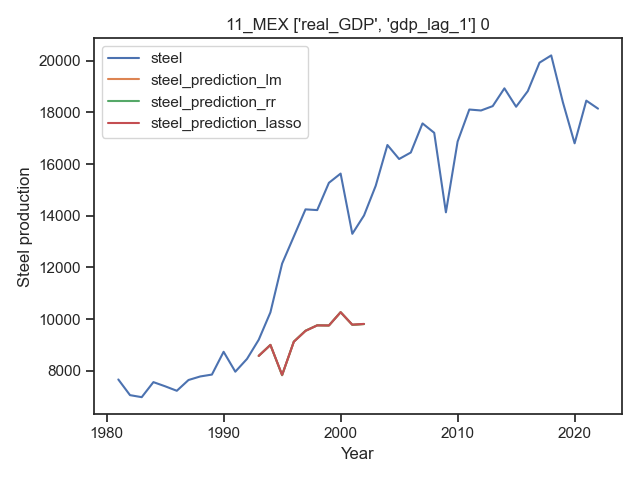 11_MEX ['real_GDP', 'gdp_lag_1'] 0
steel
steel_prediction_lm
steel_prediction_rr
steel_prediction_lasso
Steel production
20000
18000
16000
14000
12000
10000
8000
1980
1990
2000
2010
2020
Year